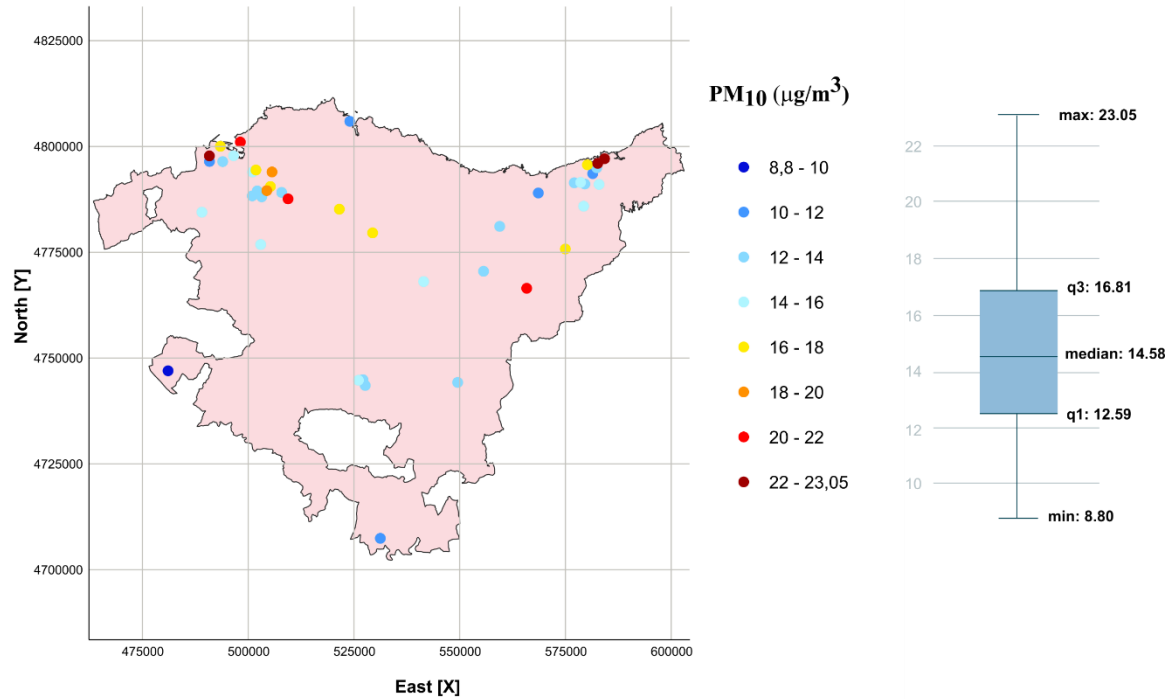 4825000
4800000
4775000
4750000
4725000
4700000
North [Y]
475000
500000
525000
550000
575000
600000
East [X]
PM10 (μg/m3)
8,8 - 10
10 - 12
12 - 14
14 - 16
16 - 18
18 - 20
20 - 22
22 - 23,05
max: 23.05
22
20
18
q3: 16.81
16
median: 14.58
14
q1: 12.59
12
10
min: 8.80